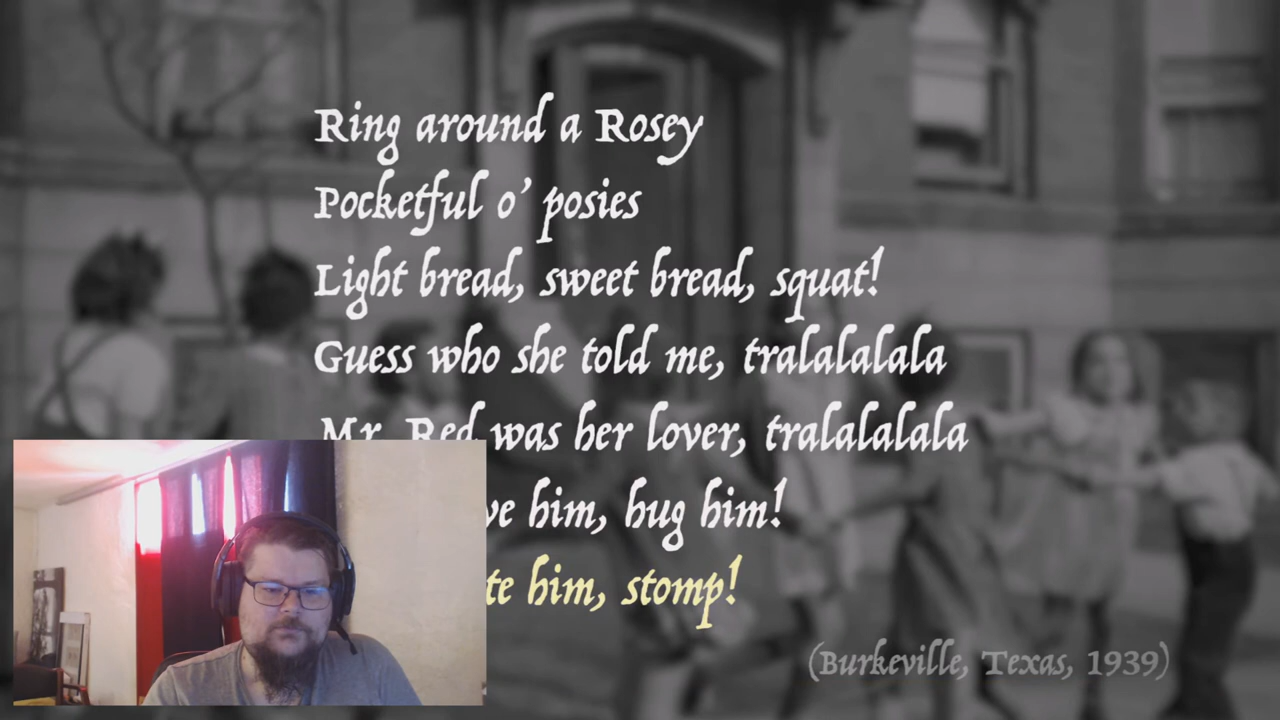 Ring around a Rosey
Pocketful o' posies
Light bread, sweet bread, squat!
Guess who she told me, tralalalala
Mr. Red was her lover, tralalalala
him, hug him!
him, stomp!
(Burkeville, Texas, 1939)